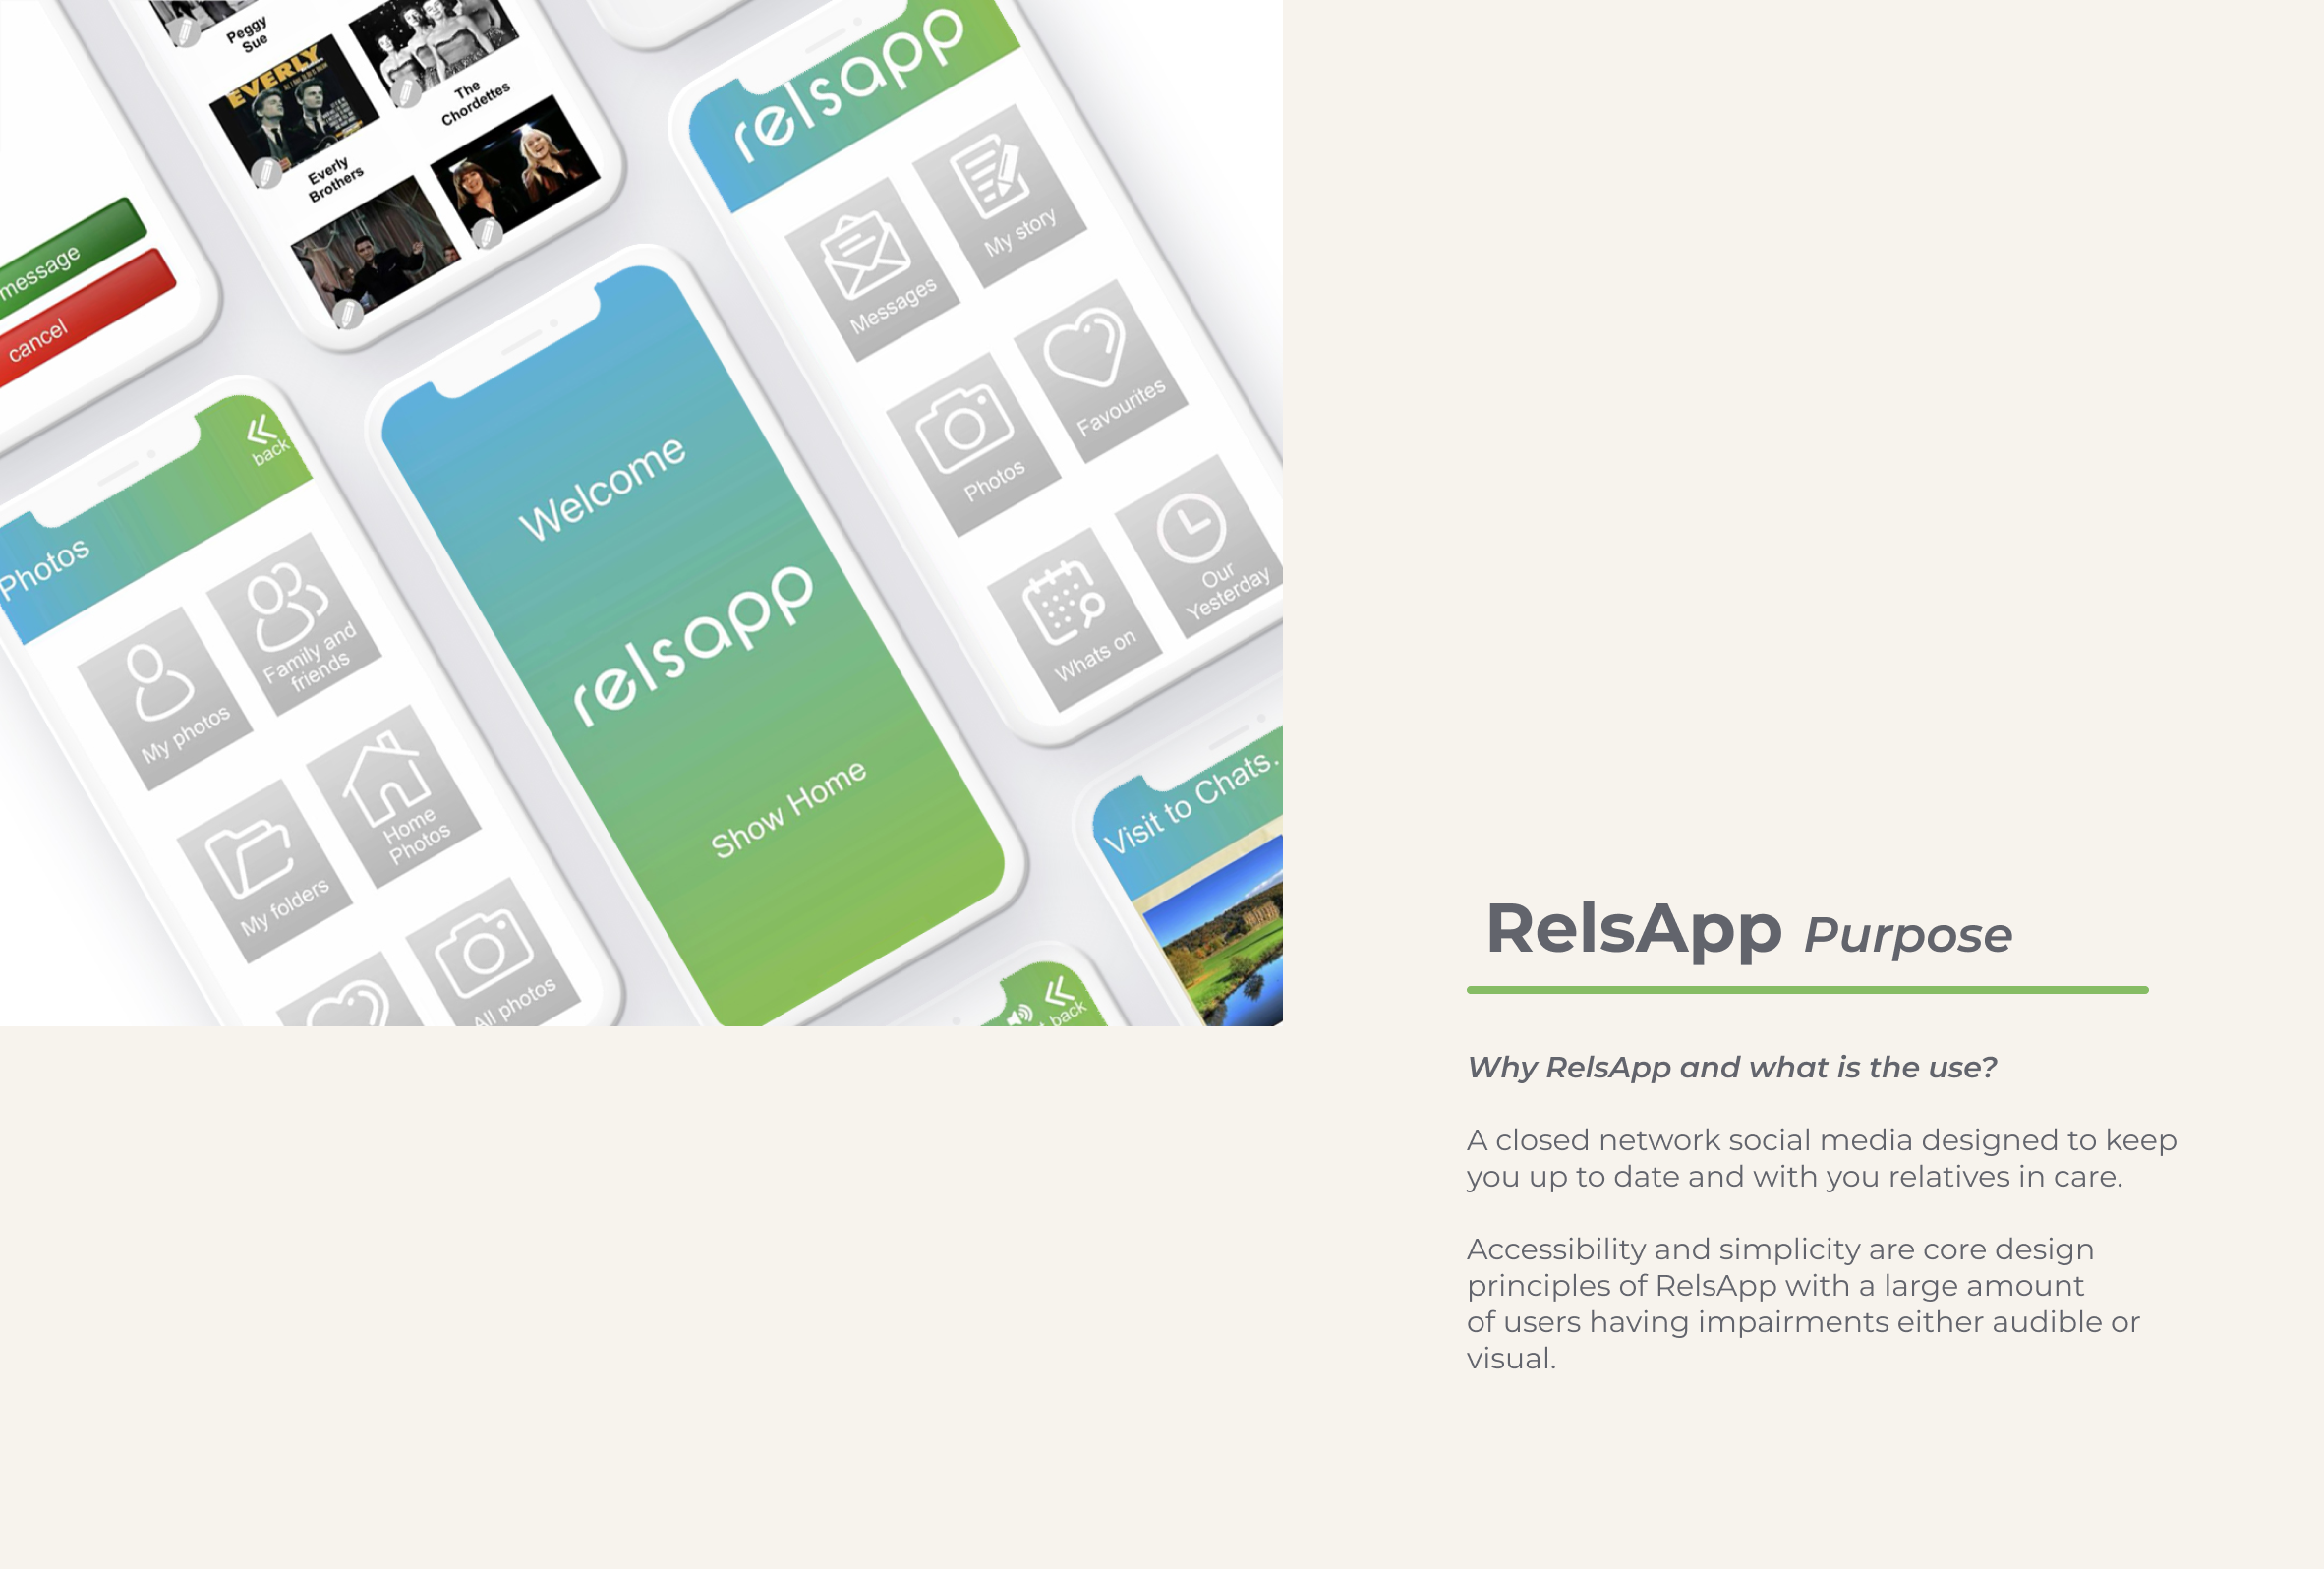 Peggy
Sue
EVERLY
The
Chordettes
Everly
Brothers
message
cancel
relsapp
Messages
My story
Photos
Favourites
Whats on
Our
Yesterday
back
Photos
My photos
Family and
friends
My folders
Home
Photos
All photos
Welcome
relsapp
Show Home
Visit to Chats.
back
RelsApp Purpose
Why RelsApp and what is the use?
A closed network social media designed to keep
you up to date and with you relatives in care.
Accessibility and simplicity are core design
principles of RelsApp with a large amount
of users having impairments either audible or
visual.